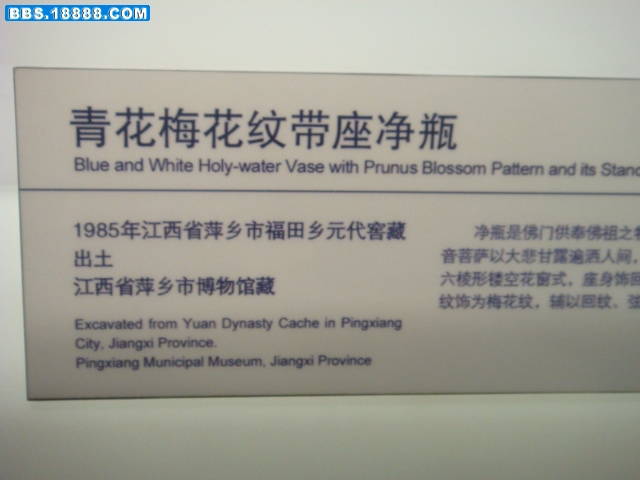 BBS.18888.COM
青花梅花纹带座净瓶
Blue and White Holy-water Vase with Prunus Blossom Pattern and its Stand
1985年江西省萍乡市福田乡元代窖藏
出土
江西省萍乡市博物馆藏
Excavated from Yuan Dynasty Cache in Pingxiang
City, Jiangxi Province.
Pingxiang Municipal Museum, Jiangxi Province
净瓶是佛门供奉佛祖之
音菩萨以大悲甘露遍洒人间，
六棱形镂空花窗式，座身饰回
纹饰为梅花纹，辅以回纹、弦